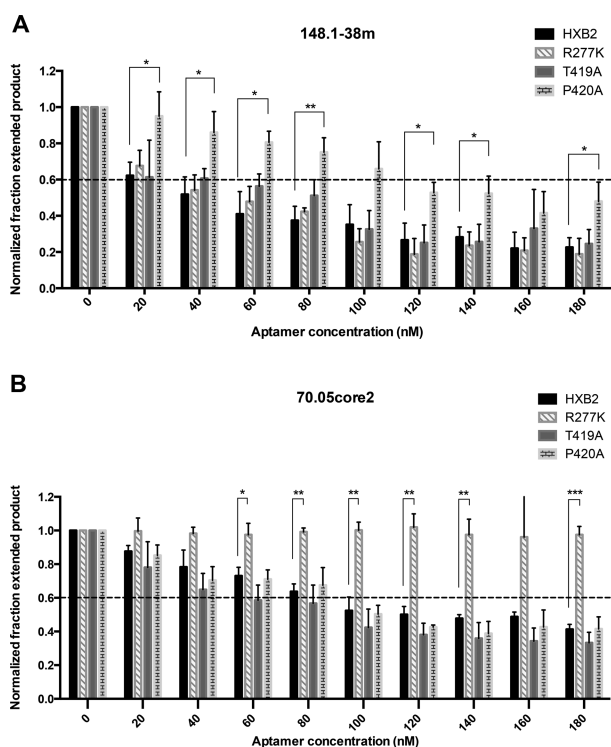 A
148.1-38m
HXB2
R277K
T419A
P420A
Normalized fraction extended product
1.2
1.0
0.8
0.6
0.4
0.2
0.0
* * * ** * * *
0 20 40 60 80 100 120 140 160 180
Aptamer concentration (nM)
B
70.05core2
HXB2
R277K
T419A
P420A
Normalized fraction extended product
1.2
1.0
0.8
0.6
0.4
0.2
0.0
* ** ** ** ** ***
0 20 40 60 80 100 120 140 160 180
Aptamer concentration (nM)